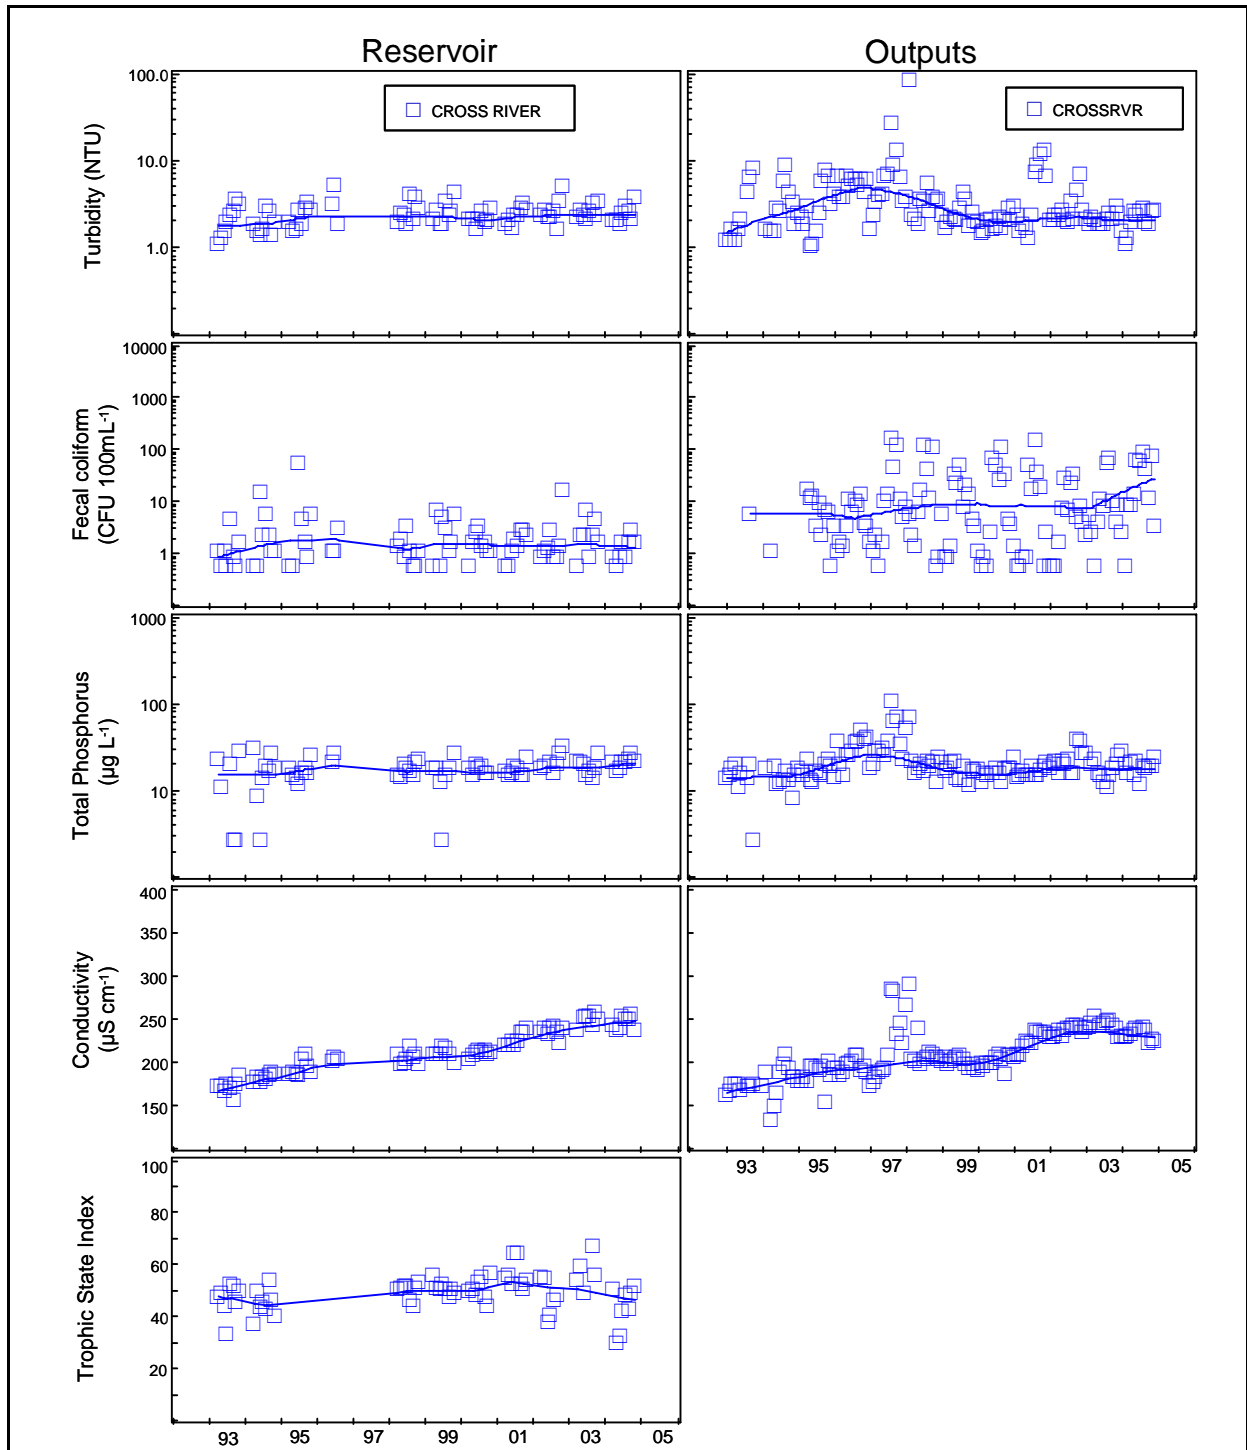 Reservoir Outputs
100.0
CROSS RIVER
CROSSRVR
Turbidity (NTU)
10.0
1.0
10000
1000
Fecal coliform
(CFU 100mL-1)
100
10
1
1000
Total Phosphorus
(µg L-1)
100
10
400
350
Conductivity
(µS cm-1)
300
250
200
150
93 95 97 99 01 03 05
100
Trophic State Index
80
60
40
20
93 95 97 99 01 03 05